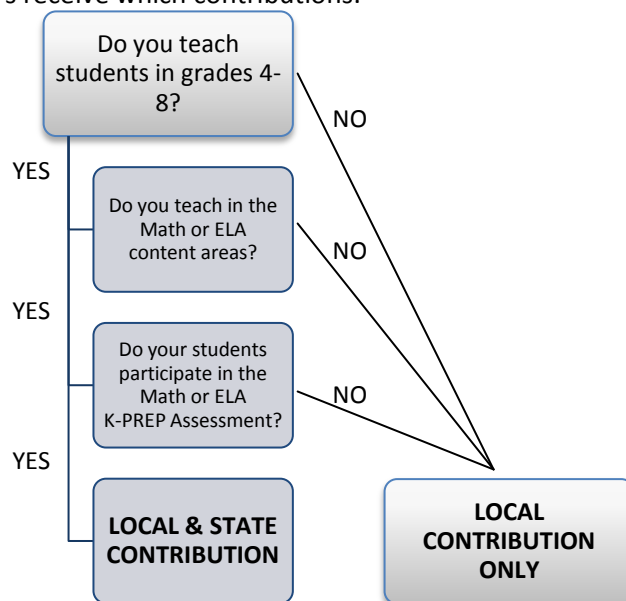 s receive which contributions.
Do you teach
students in grades 4-
8?
NO
YES
Do you teach in the
Math or ELA
content areas?
NO
YES
Do your students
participate in the
Math or ELA
K-PREP Assessment?
NO
YES
LOCAL & STATE
CONTRIBUTION
LOCAL
CONTRIBUTION
ONLY